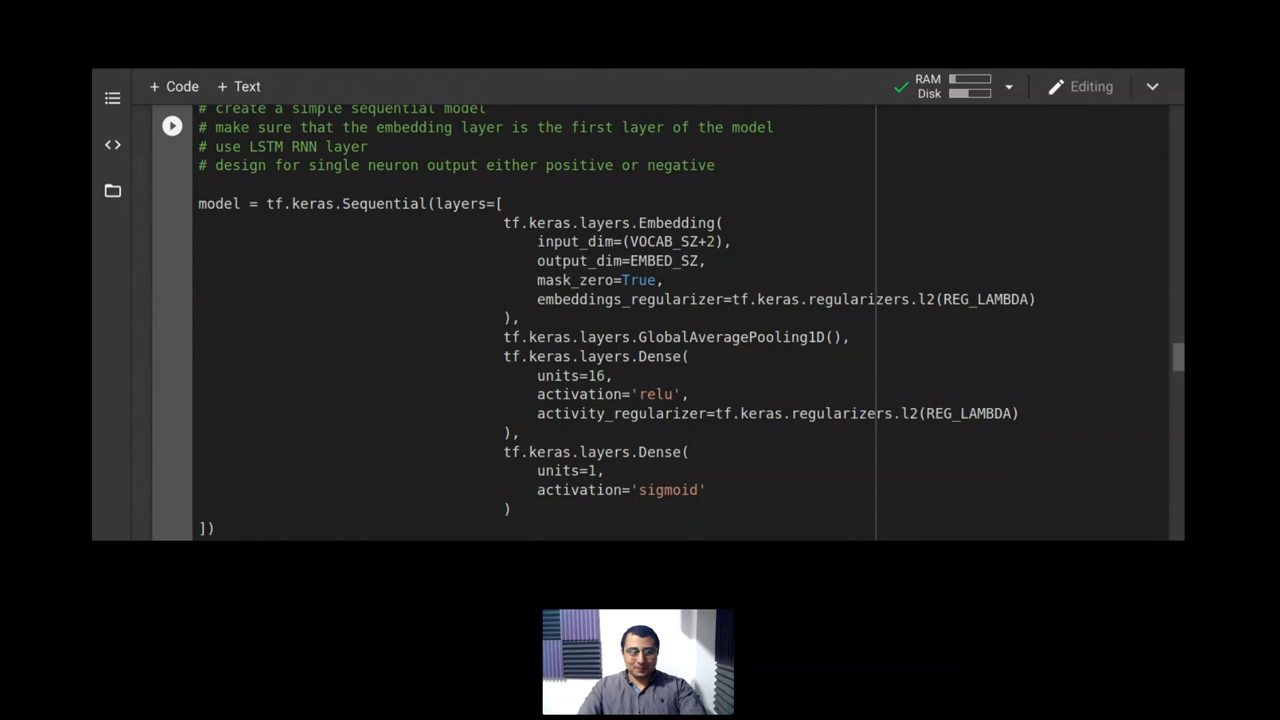 + Code + Text
RAM
Disk
Editing
# create a simple sequential model
# make sure that the embedding layer is the first layer of the model
# use LSTM RNN layer
# design for single neuron output either positive or negative
model = tf.keras.Sequential(layers=[
tf.keras.layers.Embedding(
input_dim=(VOCAB_SZ+2),
output_dim=EMBED_SZ,
mask_zero=True,
embeddings_regularizer=tf.keras.regularizers.l2(REG_LAMBDA)
),
tf.keras.layers.GlobalAveragePooling1D(),
tf.keras.layers.Dense(
units=16,
activation='relu',
activity_regularizer=tf.keras.regularizers.l2(REG_LAMBDA)
),
tf.keras.layers.Dense(
units=1,
activation='sigmoid'
)
])